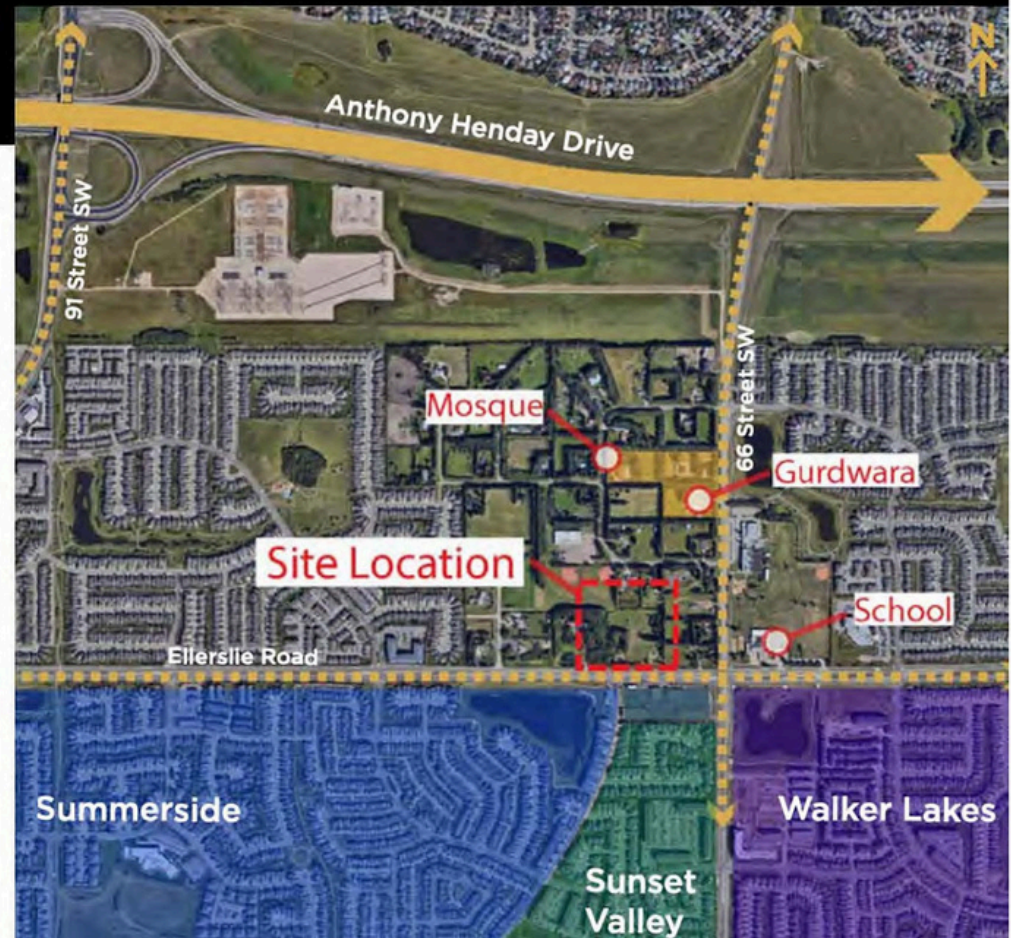 N
Anthony Henday Drive
91 Street SW
66 Street SW
Mosque
Gurdwara
Site Location
School
Ellerslie Road
Summerside
Walker Lakes
Sunset
Valley